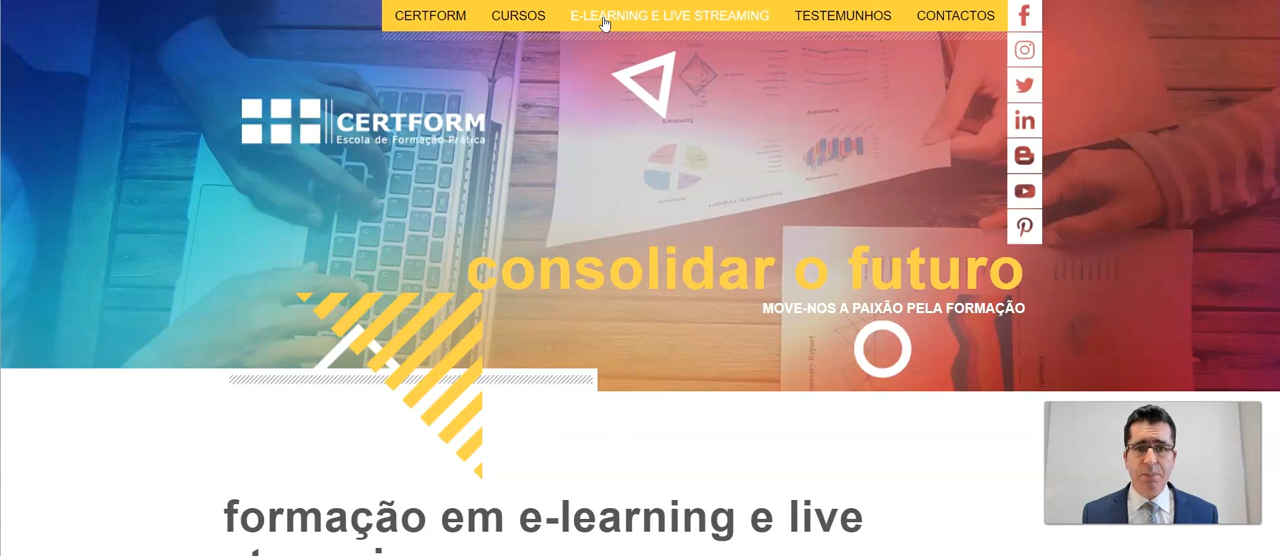 CERTFORM CURSOS E-LEARNING E LIVE STREAMING TESTEMUNHOS CONTACTOS
CERTFORM
Escola de Formação Prática
consolidar o futuro
MOVE-NOS A PAIXÃO PELA FORMAÇÃO
formação em e-learning e live